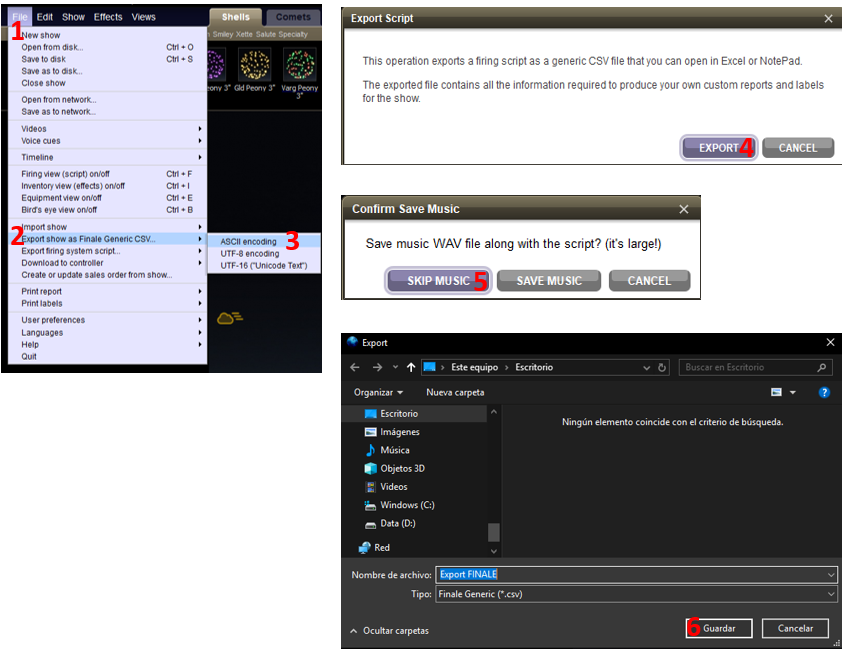 File Edit Show Effects Views
1
New show
Open from disk... Ctrl + O
Save to disk Ctrl + S
Save as to disk...
Close show
Open from network...
Save as to network...
Videos
Voice cues
Timeline
Firing view (script) on/off Ctrl + F
Inventory view (effects) on/off Ctrl + I
Equipment view on/off Ctrl + E
Bird's eye view on/off Ctrl + B
Import show
2
Export show as Finale Generic CSV...
Export firing system script...
Download to controller
Create or update sales order from show...
Print report
Print labels
User preferences
Languages
Help
Quit
Shells Comets
Smiley Xette Salute Specialty
eony 3" Gld Peony 3" Varg Peony
3"
ASCII encoding 3
UTF-8 encoding
UTF-16 ("Unicode Text")
Export Script
This operation exports a firing script as a generic CSV file that you can open in Excel or NotePad.
The exported file contains all the information required to produce your own custom reports and labels
for the show.
EXPORT 4 CANCEL
Confirm Save Music
Save music WAV file along with the script? (it's large!)
SKIP MUSIC 5 SAVE MUSIC CANCEL
Export
Este equipo Escritorio Buscar en Escritorio
Organizar Nueva carpeta
Escritorio
Imágenes
Música
Objetos 3D
Videos
Windows (C:)
Data (D:)
Red
Ningún elemento coincide con el criterio de búsqueda.
Nombre de archivo: Export FINALE
Tipo: Finale Generic (*.csv)
Ocultar carpetas 6 Guardar Cancelar